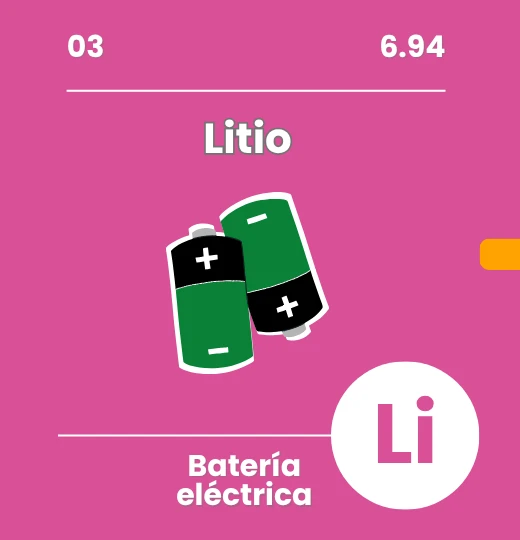 03 6.94
Litio
+ -
- +
Li
Batería
eléctrica